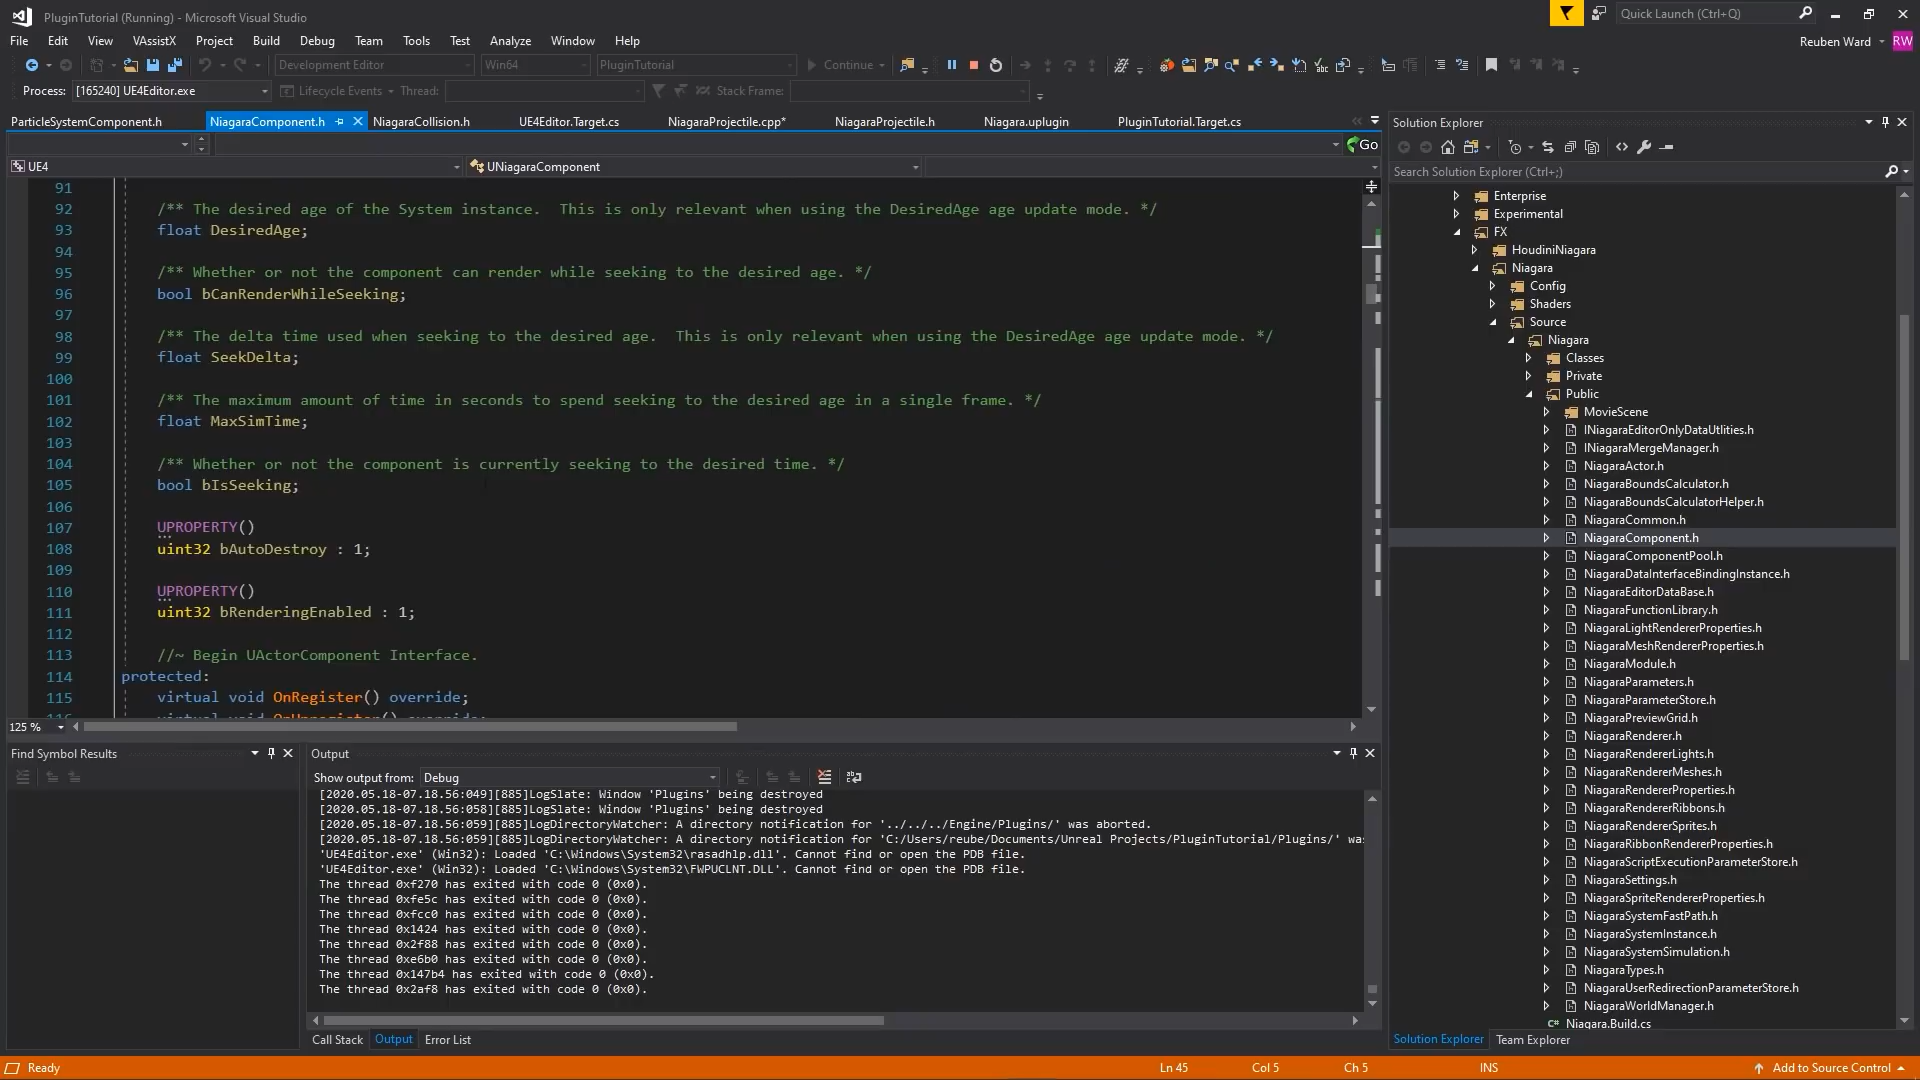 PluginTutorial (Running) - Microsoft Visual Studio
Quick Launch (Ctrl+Q)
File Edit View VAssistX Project Build Debug Team Tools Test Analyze Window Help
Reuben Ward RW
Development Editor Win64 PluginTutorial Continue
Process: [165240] UE4Editor.exe Lifecycle Events Thread: Stack Frame:
ParticleSystemComponent.h NiagaraComponent.h NiagaraCollision.h UE4Editor.Target.cs NiagaraProjectile.cpp* NiagaraProjectile.h Niagara.uplugin PluginTutorial.Target.cs
Go
UE4 UNiagaraComponent
91
92 /** The desired age of the System instance.  This is only relevant when using the DesiredAge age update mode. */
93 float DesiredAge;
94
95 /** Whether or not the component can render while seeking to the desired age. */
96 bool bCanRenderWhileSeeking;
97
98 /** The delta time used when seeking to the desired age.  This is only relevant when using the DesiredAge age update mode. */
99 float SeekDelta;
100
101 /** The maximum amount of time in seconds to spend seeking to the desired age in a single frame. */
102 float MaxSimTime;
103
104 /** Whether or not the component is currently seeking to the desired time. */
105 bool bIsSeeking;
106
107 UPROPERTY()
108 uint32 bAutoDestroy : 1;
109
110 UPROPERTY()
111 uint32 bRenderingEnabled : 1;
112
113 //~ Begin UActorComponent Interface.
114 protected:
115 virtual void OnRegister() override;
116 virtual void OnUnregister() override;
125 %
Find Symbol Results
Output
Show output from: Debug
[2020.05.18-07.18.56:049][885]LogSlate: Window 'Plugins' being destroyed
[2020.05.18-07.18.56:058][885]LogSlate: Window 'Plugins' being destroyed
[2020.05.18-07.18.56:059][885]LogDirectoryWatcher: A directory notification for '../../../Engine/Plugins/' was aborted.
[2020.05.18-07.18.56:059][885]LogDirectoryWatcher: A directory notification for 'C:/Users/reube/Documents/Unreal Projects/PluginTutorial/Plugins/' was
'UE4Editor.exe' (Win32): Loaded 'C:\Windows\System32\rasadhlp.dll'. Cannot find or open the PDB file.
'UE4Editor.exe' (Win32): Loaded 'C:\Windows\System32\FWPUCLNT.DLL'. Cannot find or open the PDB file.
The thread 0xf270 has exited with code 0 (0x0).
The thread 0xfe5c has exited with code 0 (0x0).
The thread 0xfcc0 has exited with code 0 (0x0).
The thread 0x1424 has exited with code 0 (0x0).
The thread 0x2f88 has exited with code 0 (0x0).
The thread 0xe6b0 has exited with code 0 (0x0).
The thread 0x147b4 has exited with code 0 (0x0).
The thread 0x2af8 has exited with code 0 (0x0).
Call Stack Output Error List
Solution Explorer
Search Solution Explorer (Ctrl+;)
Enterprise
Experimental
FX
HoudiniNiagara
Niagara
Config
Shaders
Source
Niagara
Classes
Private
Public
MovieScene
INiagaraEditorOnlyDataUtlities.h
INiagaraMergeManager.h
NiagaraActor.h
NiagaraBoundsCalculator.h
NiagaraBoundsCalculatorHelper.h
NiagaraCommon.h
NiagaraComponent.h
NiagaraComponentPool.h
NiagaraDataInterfaceBindingInstance.h
NiagaraEditorDataBase.h
NiagaraFunctionLibrary.h
NiagaraLightRendererProperties.h
NiagaraMeshRendererProperties.h
NiagaraModule.h
NiagaraParameters.h
NiagaraParameterStore.h
NiagaraPreviewGrid.h
NiagaraRenderer.h
NiagaraRendererLights.h
NiagaraRendererMeshes.h
NiagaraRendererProperties.h
NiagaraRendererRibbons.h
NiagaraRendererSprites.h
NiagaraRibbonRendererProperties.h
NiagaraScriptExecutionParameterStore.h
NiagaraSettings.h
NiagaraSpriteRendererProperties.h
NiagaraSystemFastPath.h
NiagaraSystemInstance.h
NiagaraSystemSimulation.h
NiagaraTypes.h
NiagaraUserRedirectionParameterStore.h
NiagaraWorldManager.h
Niagara.Build.cs
Solution Explorer Team Explorer
Ready Ln 45 Col 5 Ch 5 INS Add to Source Control